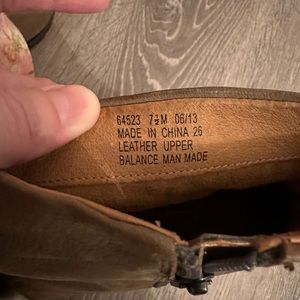 64523 7½M 06/13
MADE IN CHINA 26
LEATHER UPPER
BALANCE MAN MADE